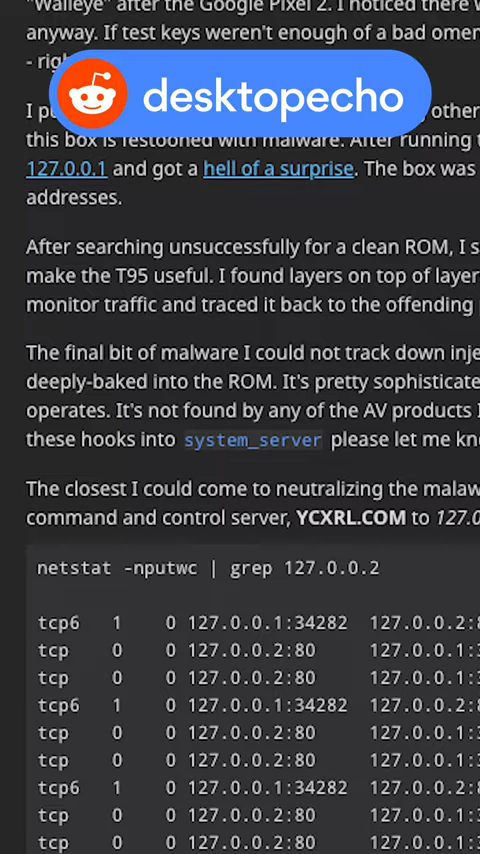 "Walleye" after the Google Pixel 2. I noticed there
anyway. If test keys weren't enough of a bad omen
desktopecho
this box is festooned with malware. After running
127.0.0.1 and got a hell of a surprise. The box was
addresses.
After searching unsuccessfully for a clean ROM, I s
make the T95 useful. I found layers on top of layer
monitor traffic and traced it back to the offending
The final bit of malware I could not track down inje
deeply-baked into the ROM. It's pretty sophisticate
operates. It's not found by any of the AV products I
these hooks into system_server please let me kn
The closest I could come to neutralizing the malaw
command and control server, YCXRL.COM to 127.0
netstat -nputwc | grep 127.0.0.2
tcp6 1 0 127.0.0.1:34282 127.0.0.2:8
tcp 0 0 127.0.0.2:80 127.0.0.1:3
tcp 0 0 127.0.0.2:80 127.0.0.1:3
tcp6 1 0 127.0.0.1:34282 127.0.0.2:8
tcp 0 0 127.0.0.2:80 127.0.0.1:3
tcp 0 0 127.0.0.2:80 127.0.0.1:3
tcp6 1 0 127.0.0.1:34282 127.0.0.2:8
tcp 0 0 127.0.0.2:80 127.0.0.1:3
tcp 0 0 127.0.0.2:80 127.0.0.1:3